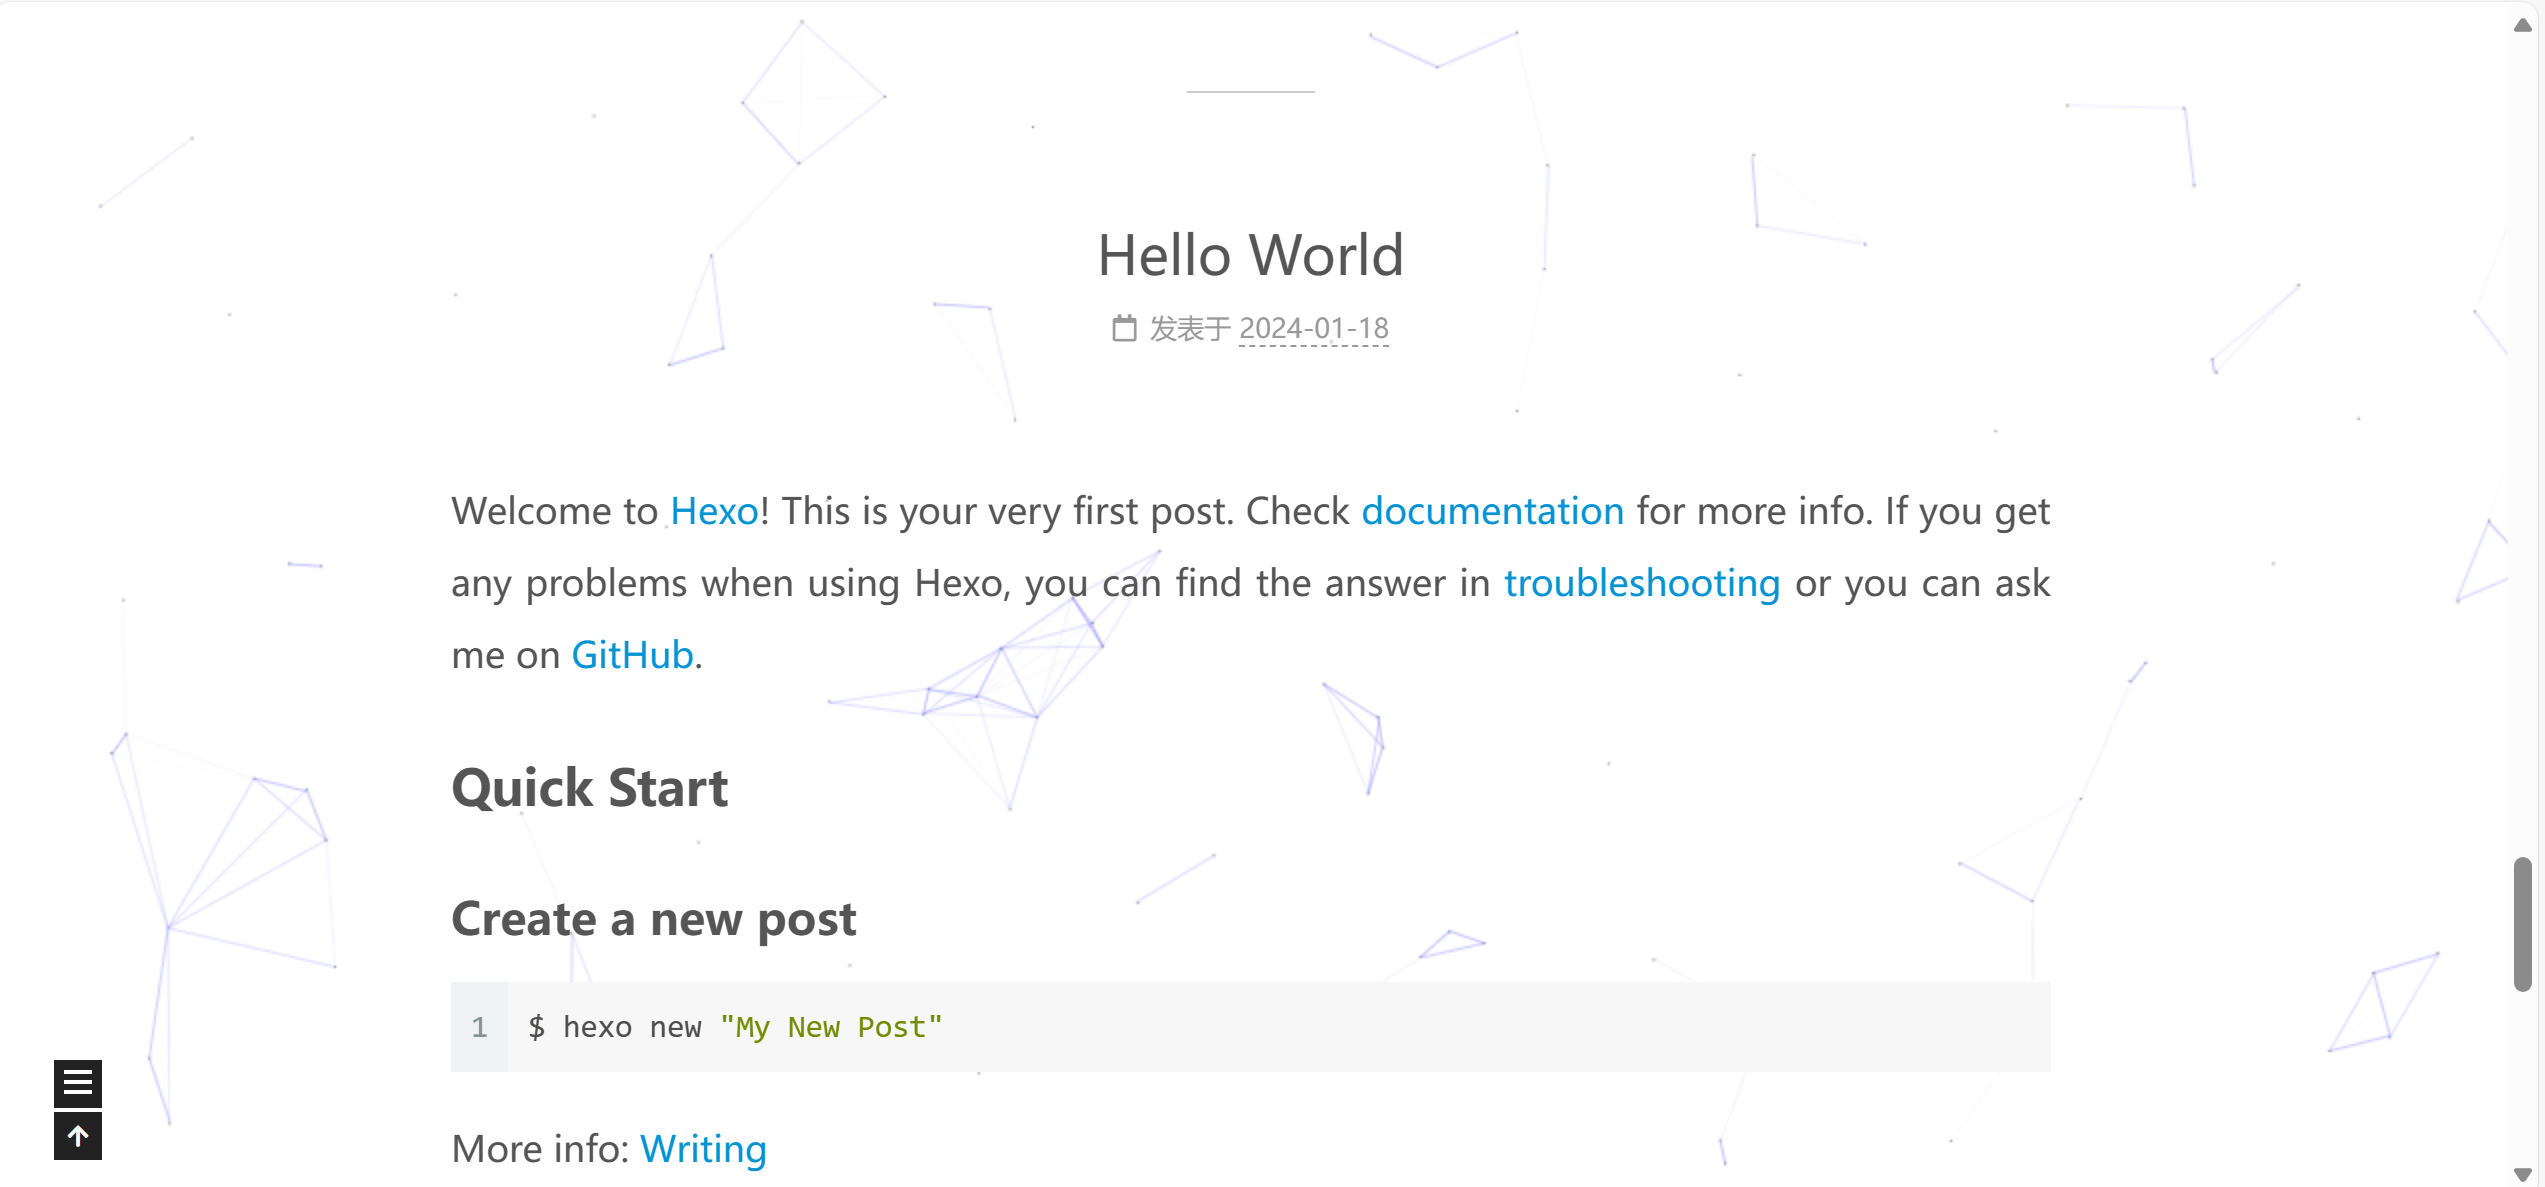 Hello World
发表于 2024-01-18
Welcome to Hexo! This is your very first post. Check documentation for more info. If you get
any problems when using Hexo, you can find the answer in troubleshooting or you can ask
me on GitHub.
Quick Start
Create a new post
1 $ hexo new "My New Post"
More info: Writing